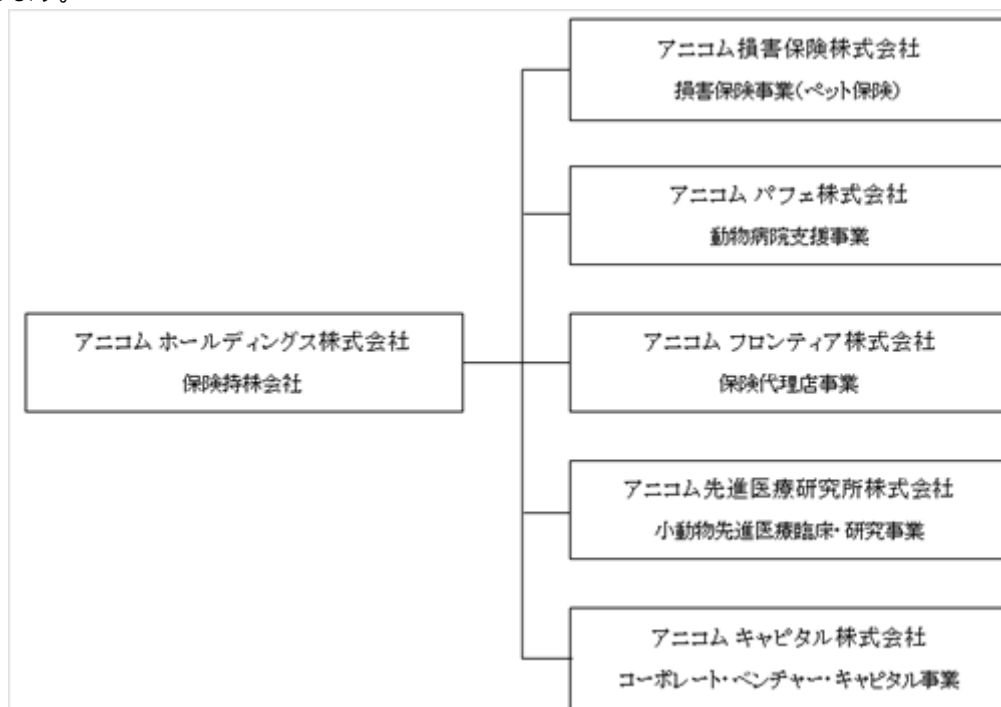 ます。
アニコム損害保険株式会社
損害保険事業(ペット保険)
アニコム パフェ株式会社
動物病院支援事業
アニコム ホールディングス株式会社
保険持株会社
アニコム フロンティア株式会社
保険代理店事業
アニコム先進医療研究所株式会社
小動物先進医療臨床・研究事業
アニコム キャピタル株式会社
コーポレート・ベンチャー・キャピタル事業